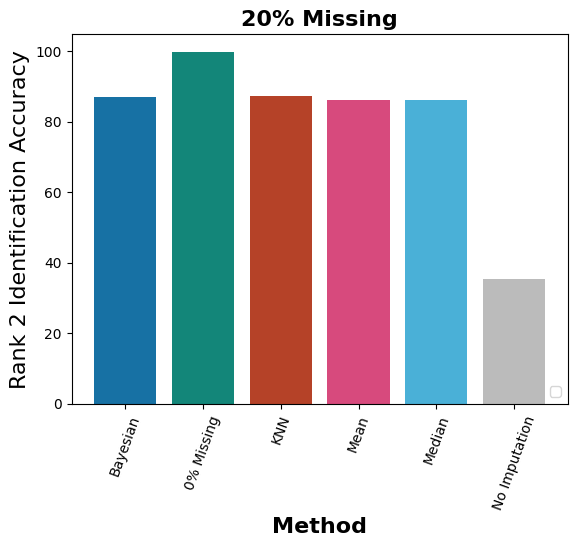 20% Missing
Rank 2 Identification Accuracy
100
80
60
40
20
0
Bayesian
0% Missing
KNN
Mean
Median
No Imputation
Method